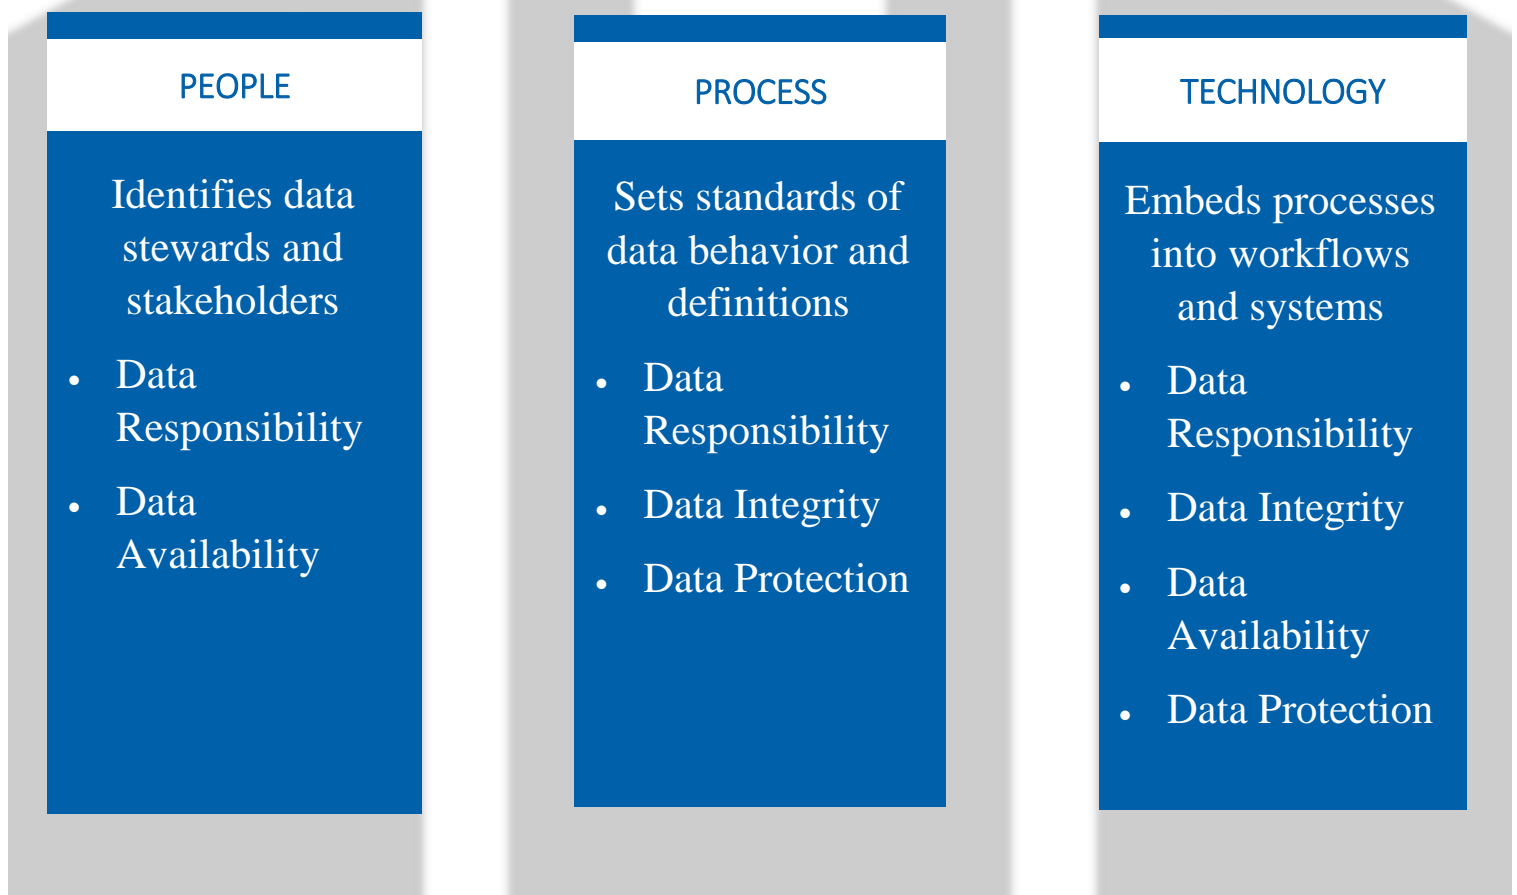 PEOPLE
Identifies data
stewards and
stakeholders
• Data
Responsibility
• Data
Availability
PROCESS
Sets standards of
data behavior and
definitions
• Data
Responsibility
• Data Integrity
• Data Protection
TECHNOLOGY
Embeds processes
into workflows
and systems
• Data
Responsibility
• Data Integrity
• Data
Availability
• Data Protection